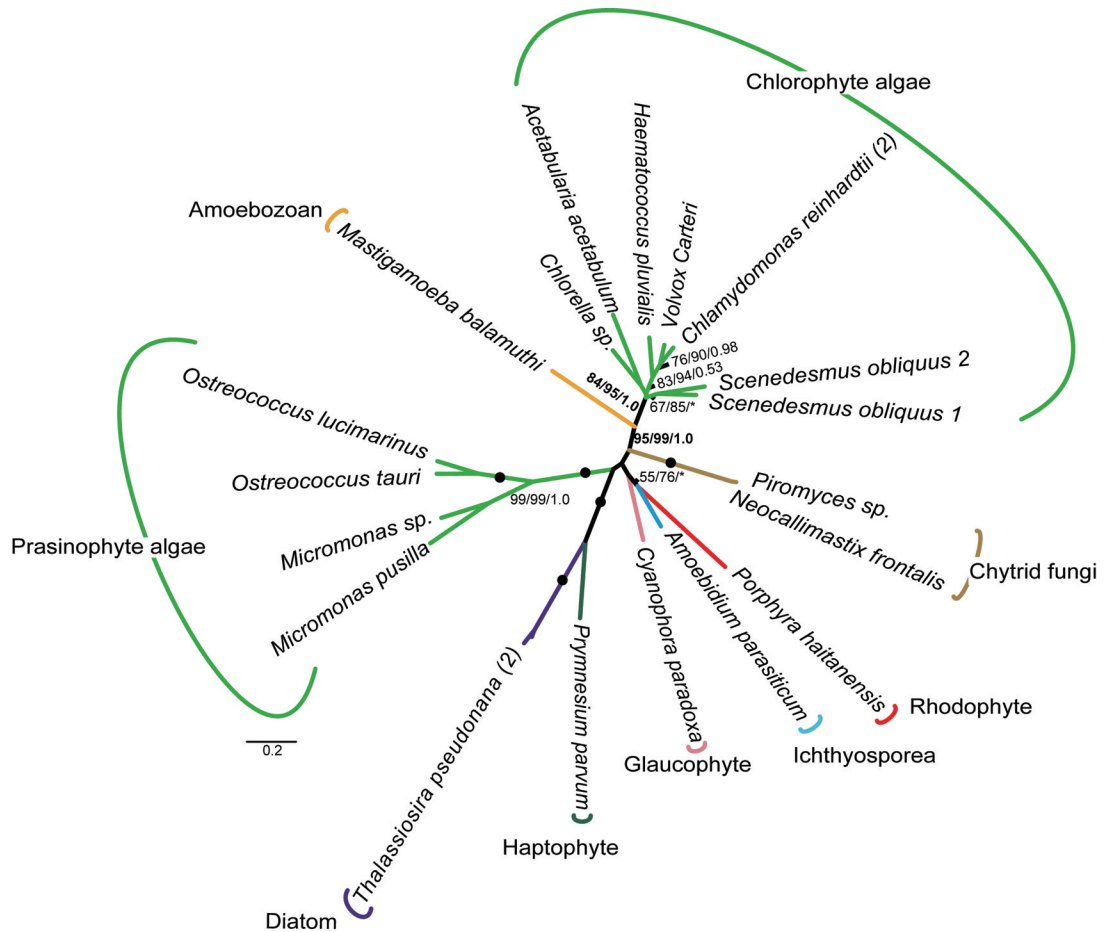 Chlorophyte algae
Acetabularia acetabulum
Haematococcus pluvialis
Volvox Carteri
Chlamydomonas reinhardtii (2)
Chlorella sp.
Amoebozoan
Mastigamoeba balamuthi
76/90/0.98
83/94/0.53
84/95/1.0
67/85/*
Scenedesmus obliquus 2
Scenedesmus obliquus 1
95/99/1.0
Ostreococcus lucimarinus
Ostreococcus tauri
55/76/*
99/99/1.0
Piromyces sp.
Neocallimastix frontalis
Chytrid fungi
Prasinophyte algae
Micromonas sp.
Micromonas pusilla
Porphyra haitanensis
Rhodophyte
Amoebidium parasiticum
Ichthyosporea
Cyanophora paradoxa
Glaucophyte
Prymnesium parvum
Haptophyte
Thalassiosira pseudonana (2)
Diatom
0.2